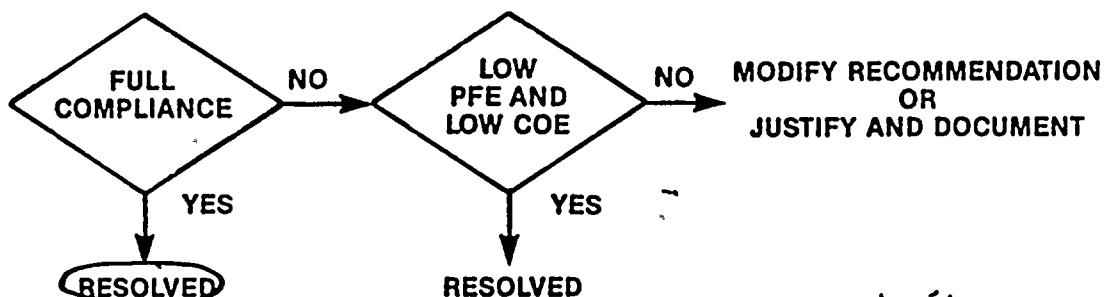 FULL
COMPLIANCE
NO
LOW
PFE AND
LOW COE
NO
MODIFY RECOMMENDATION
OR
JUSTIFY AND DOCUMENT
YES
YES
RESOLVED
RESOLVED